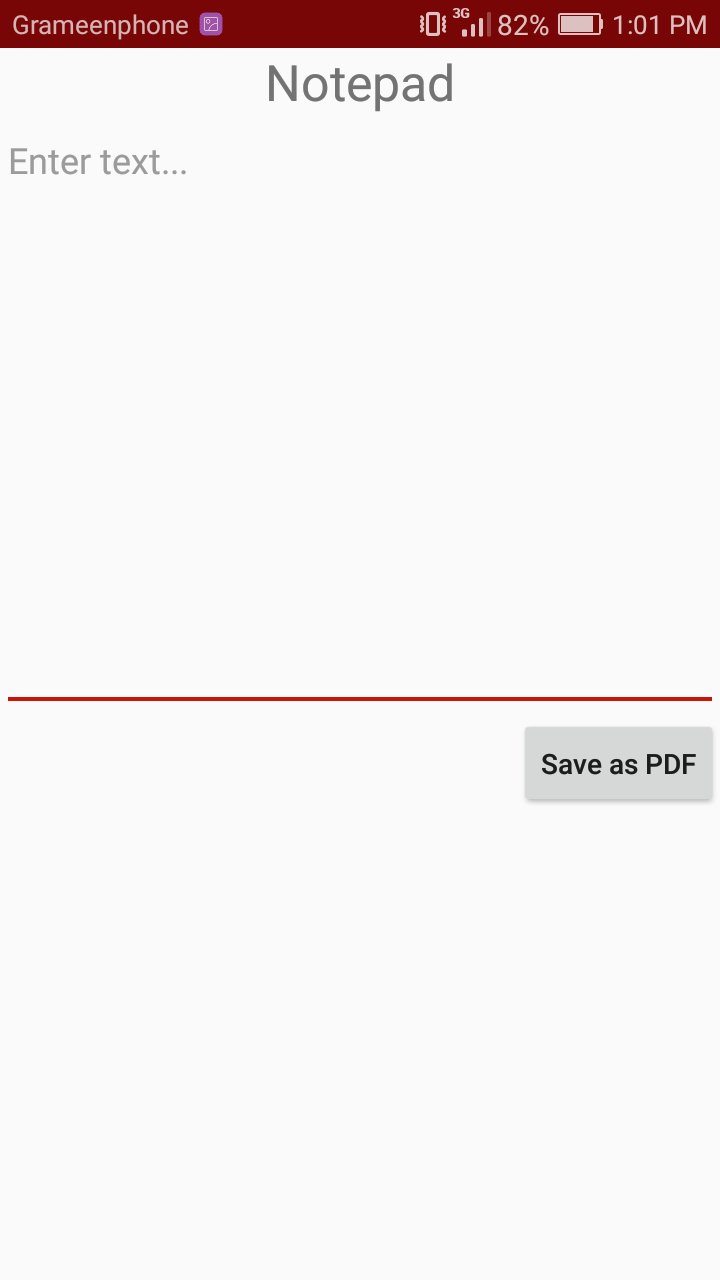 Grameenphone 3G 82% 1:01 PM
Notepad
Enter text...
Save as PDF